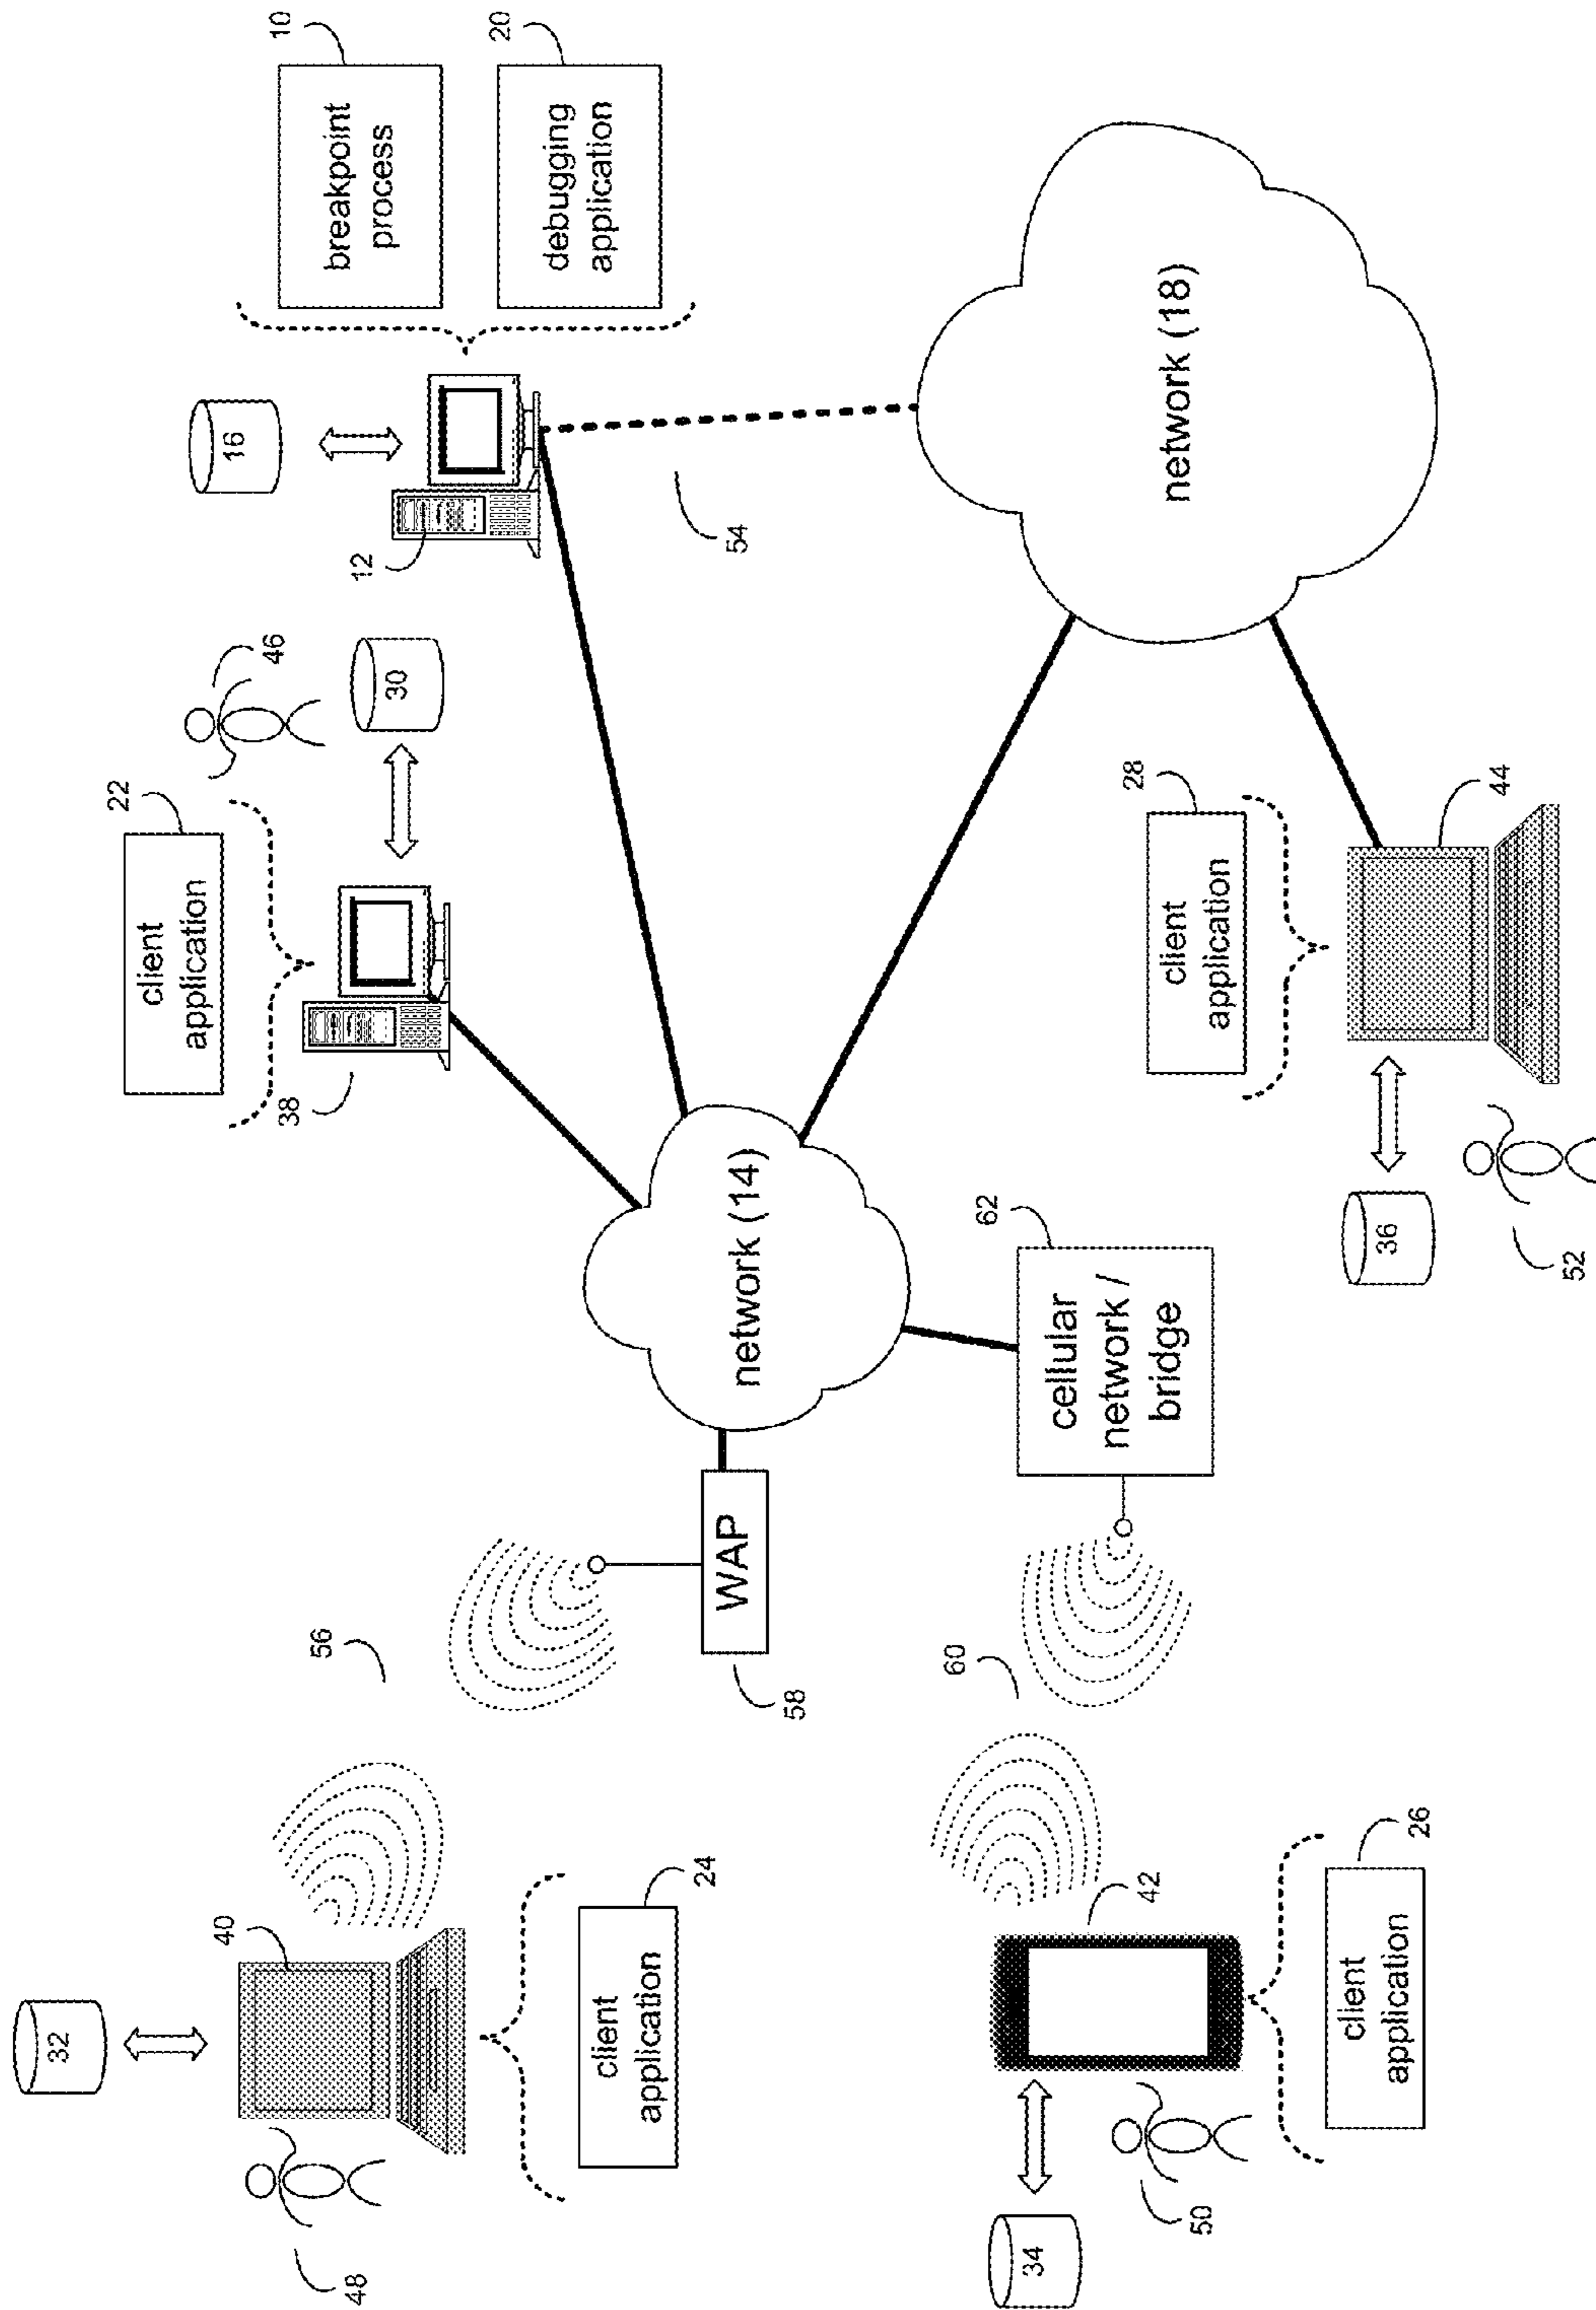 32
40
48
client
application
24
56
WAP
58
22
client
application
38
46
30
16
12
10
breakpoint
process
20
debugging
application
54
network (14)
network (18)
34
50
42
60
client
application
26
62
cellular
network /
bridge
28
client
application
44
36
52